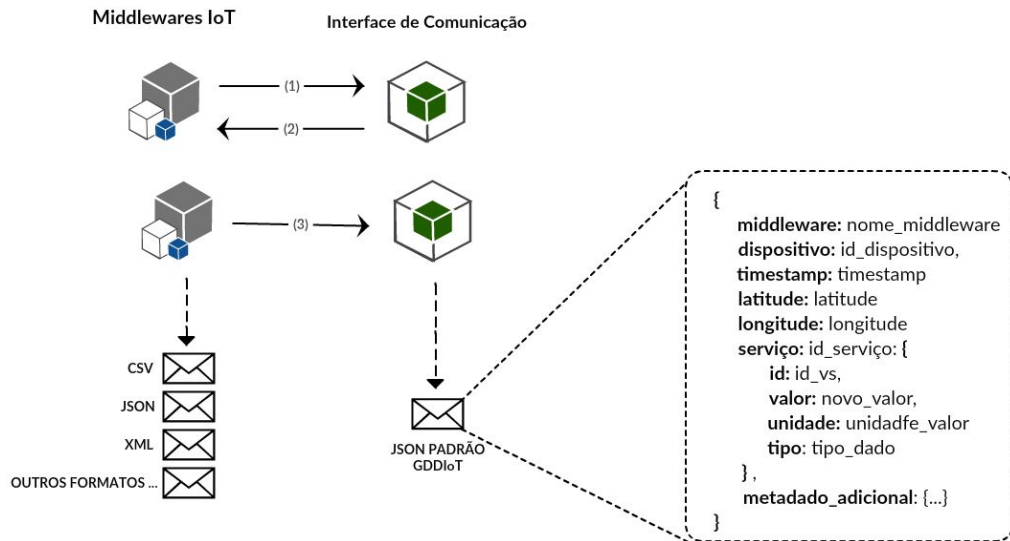 Middlewares IoT
Interface de Comunicação
(1)
(2)
(3)
CSV
JSON
XML
OUTROS FORMATOS ...
JSON PADRÃO
GDDIoT
{
middleware: nome_middleware
dispositivo: id_dispositivo,
timestamp: timestamp
latitude: latitude
longitude: longitude
serviço: id_serviço: {
id: id_vs,
valor: novo_valor,
unidade: unidadfe_valor
tipo: tipo_dado
} ,
metadado_adicional: {...}
}